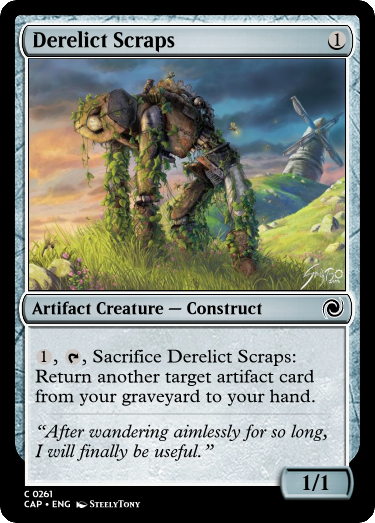 Derelict Scraps 1
Artifact Creature — Construct
1 , , Sacrifice Derelict Scraps:
Return another target artifact card
from your graveyard to your hand.
“After wandering aimlessly for so long,
I will finally be useful.”
1/1
C 0261
CAP • ENG SteelyTony